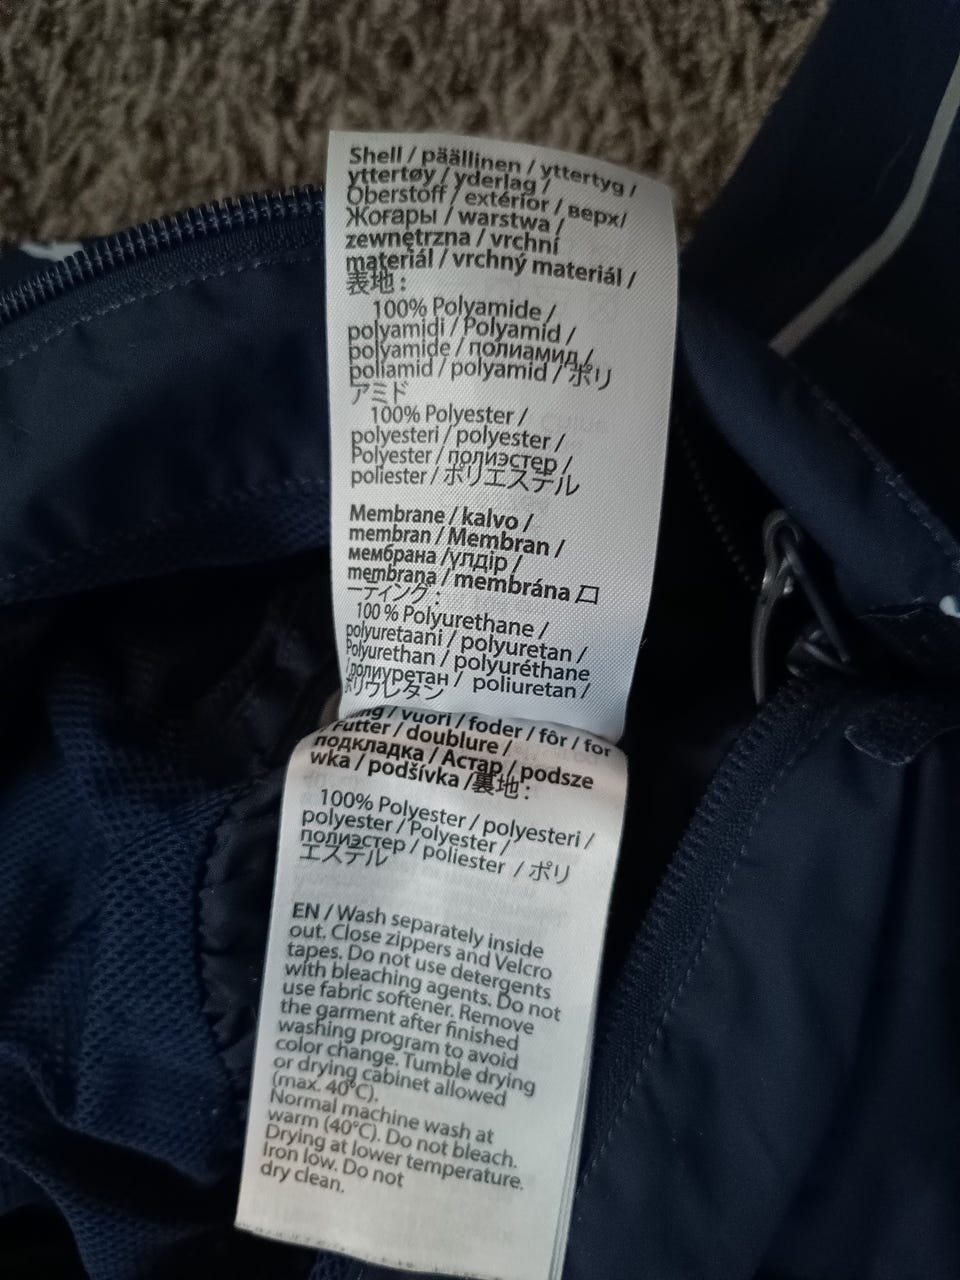 Shell / päällinen / yttertyg /
yttertøy / yderlag /
Oberstoff / extérior / верх/
Жоғары / warstwa /
zewnętrzna / vrchní
materiál / vrchný materiál /
表地 :
100% Polyamide /
polyamidi / Polyamid /
polyamide / полиамид /
poliamid / polyamid / ポリ
アミド
100% Polyester /
polyesteri / polyester /
Polyester / полиэстер /
poliester / ポリエステル
Membrane / kalvo /
membran / Membran /
мембрана /үлдір /
membrana / membrána 口
ーティング :
100 % Polyurethane /
polyuretaani / polyuretan /
Polyurethan / polyuréthane
/полиуретан / poliuretan /
ポリウレタン
/ vuori / foder / fôr / for
Futter / doublure /
подкладка / Астар / podsze
wka / podšívka /裏地 :
100% Polyester / polyesteri /
polyester / Polyester /
полиэстер / poliester / ポリ
エステル
EN / Wash separately inside
out. Close zippers and Velcro
tapes. Do not use detergents
with bleaching agents. Do not
use fabric softener. Remove
the garment after finished
washing program to avoid
color change. Tumble drying
or drying cabinet allowed
(max. 40°C).
Normal machine wash at
warm (40°C). Do not bleach.
Drying at lower temperature.
Iron low. Do not
dry clean.